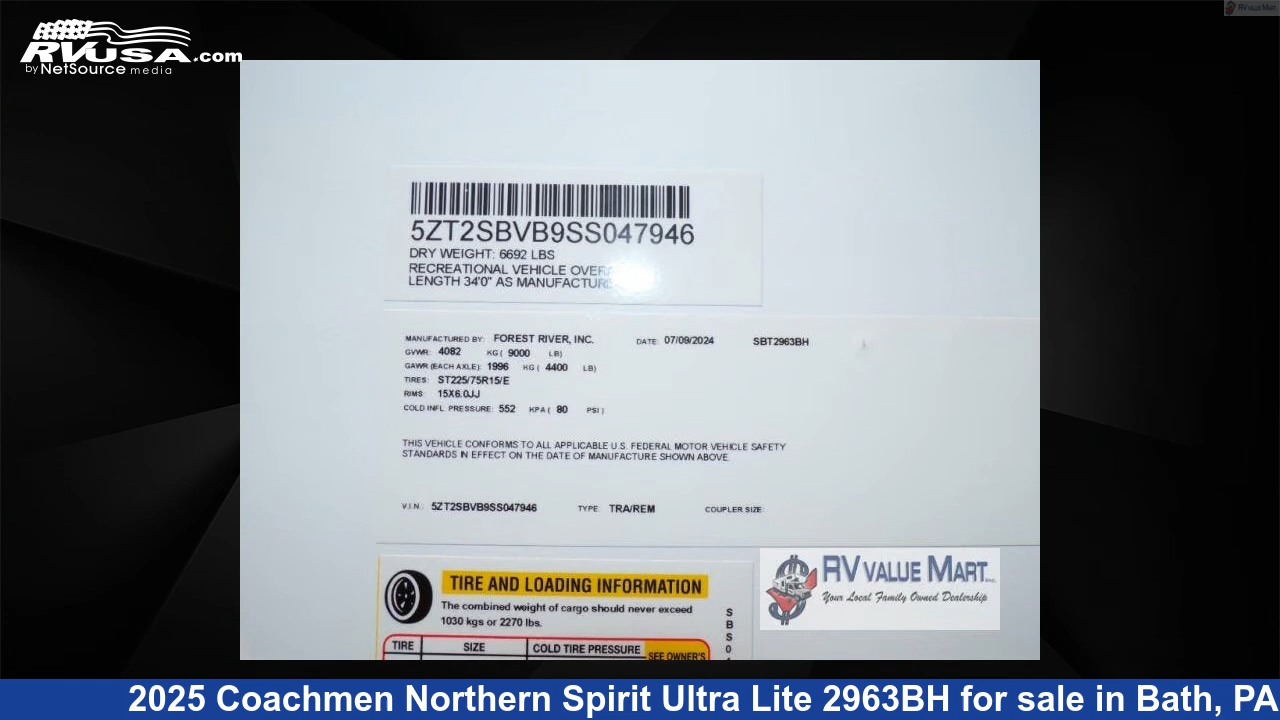 RV VALUE MART
RVUSA.com
by NetSource media
5ZT2SBVB9SS047946
DRY WEIGHT: 6692 LBS
RECREATIONAL VEHICLE
LENGTH 34'0" AS
MANUFACTURED BY: FOREST RIVER, INC. DATE: 07/09/2024 SBT2963BH
GVWR: 4082 KG ( 9000 LB)
GAWR (EACH AXLE): 1996 KG ( 4400 LB)
TIRES: ST225/75R15/E
RIMS: 15X6.0JJ
COLD INFL. PRESSURE: 552 KPA ( 80 PSI )
THIS VEHICLE CONFORMS TO ALL APPLICABLE U.S. FEDERAL MOTOR VEHICLE SAFETY
STANDARDS IN EFFECT ON THE DATE OF MANUFACTURE SHOWN ABOVE.
V.I.N.: 5ZT2SBVB9SS047946 TYPE: TRA/REM COUPLER SIZE:
TIRE AND LOADING INFORMATION
The combined weight of cargo should never exceed
1030 kgs or 2270 lbs.
TIRE SIZE COLD TIRE PRESSURE SEE OWNER'S
SBS0
RV VALUE MART Inc.
Your Local Family Owned Dealership
2025 Coachmen Northern Spirit Ultra Lite 2963BH for sale in Bath, PA